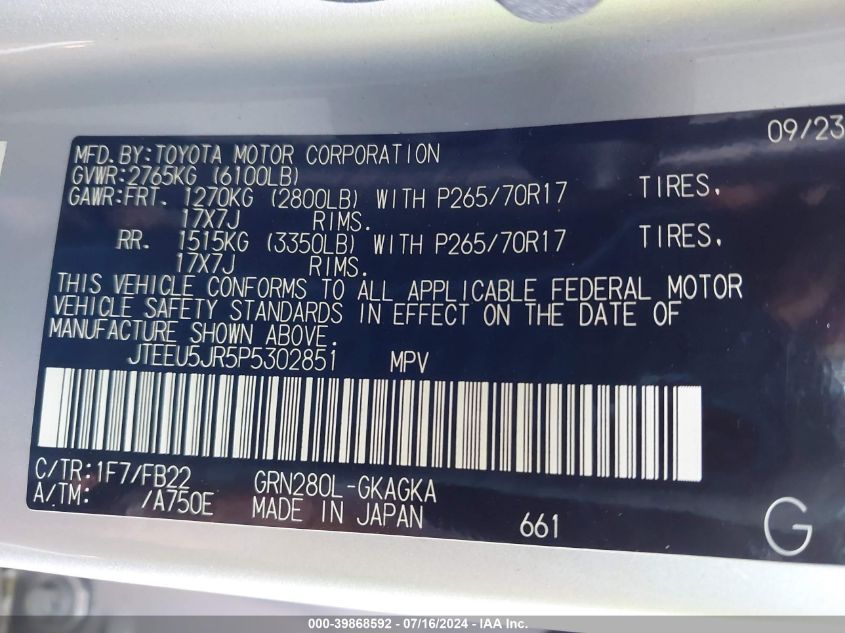 09/23
MFD. BY: TOYOTA MOTOR CORPORATION
GVWR: 2765KG (6100LB)
GAWR: FRT. 1270KG (2800LB) WITH P265/70R17 TIRES,
17X7J RIMS.
RR. 1515KG (3350LB) WITH P265/70R17 TIRES,
17X7J RIMS.
THIS VEHICLE CONFORMS TO ALL APPLICABLE FEDERAL MOTOR
VEHICLE SAFETY STANDARDS IN EFFECT ON THE DATE OF
MANUFACTURE SHOWN ABOVE.
JTEEU5JR5P5302851 MPV
C/TR: 1F7/FB22 GRN280L-GKAGKA
A/TM: /A750E MADE IN JAPAN 661 G
000-39868592 - 07/16/2024 - IAA Inc.